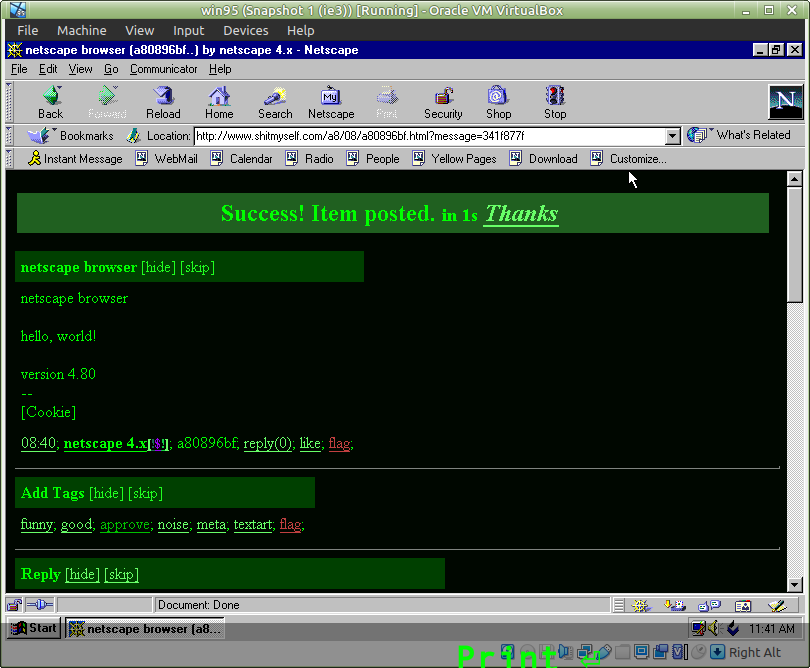 win95 (Snapshot 1 (ie3)) [Running] - Oracle VM VirtualBox
File Machine View Input Devices Help
netscape browser (a80896bf..) by netscape 4.x - Netscape
File Edit View Go Communicator Help
My
Back Forward Reload Home Search Netscape Print Security Shop Stop
N
Bookmarks Location: http://www.shitmyself.com/a8/08/a80896bf.html?message=341f877f What's Related
Instant Message WebMail Calendar Radio People Yellow Pages Download Customize...
Success! Item posted. in 1s Thanks
netscape browser [hide] [skip]
netscape browser
hello, world!
version 4.80
--
[Cookie]
08:40; netscape 4.x[!$!]; a80896bf; reply(0); like; flag;
Add Tags [hide] [skip]
funny; good; approve; noise; meta; textart; flag;
Reply [hide] [skip]
Document: Done
Start netscape browser (a8... 11:41 AM
Print Right Alt